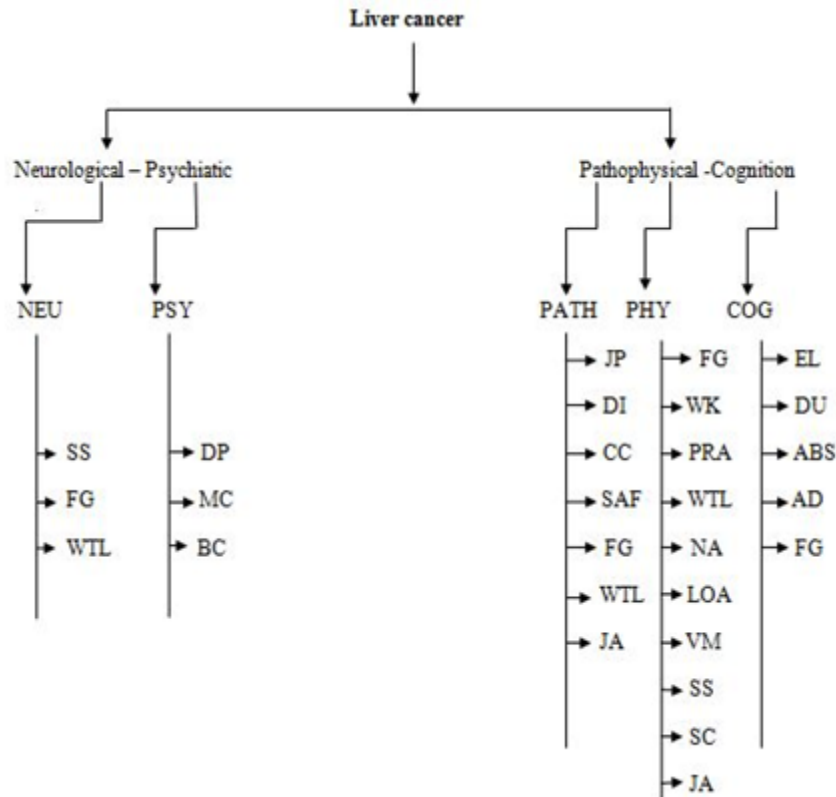 Liver cancer
Neurological – Psychiatic
Pathophysical -Cognition
NEU
PSY
PATH
PHY
COG
SS
FG
WTL
DP
MC
BC
JP
DI
CC
SAF
FG
WTL
JA
FG
WK
PRA
WTL
NA
LOA
VM
SS
SC
JA
EL
DU
ABS
AD
FG